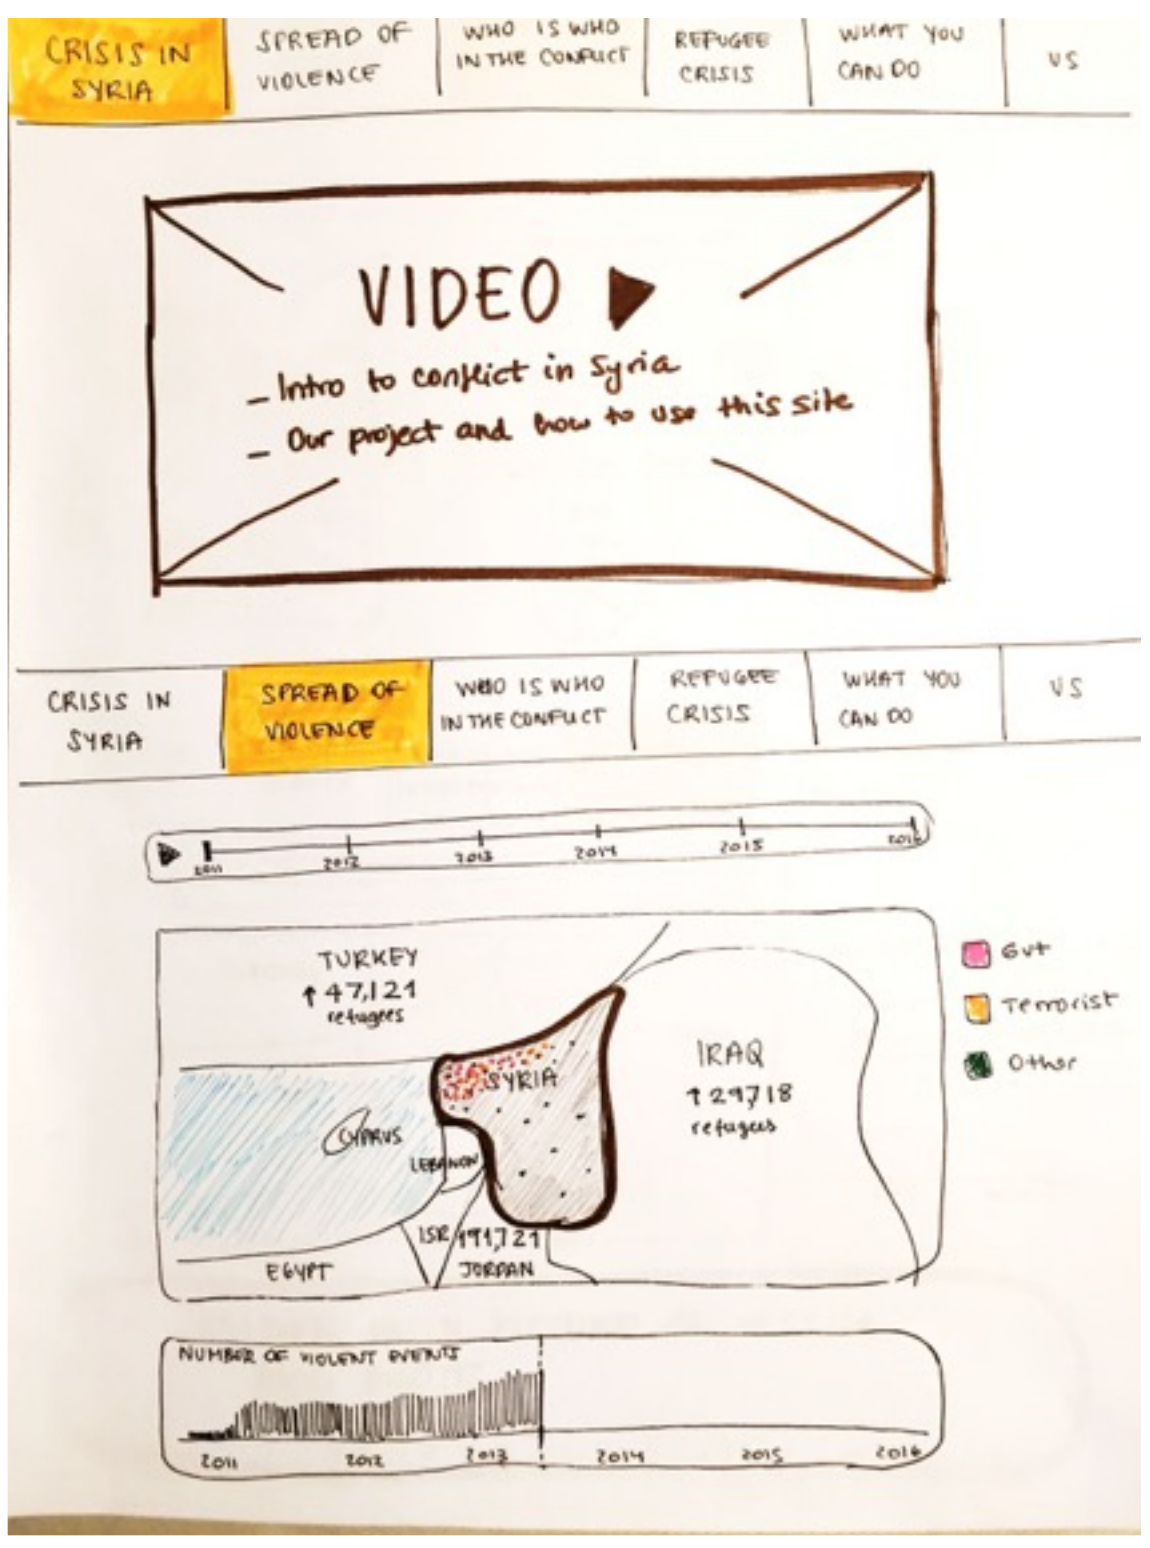 CRISIS IN
SYRIA
SPREAD OF
VIOLENCE
WHO IS WHO
IN THE CONFLICT
REFUGEE
CRISIS
WHAT YOU
CAN DO
US
VIDEO
- Intro to conflict in Syria
- Our project and how to use this site
CRISIS IN
SYRIA
SPREAD OF
VIOLENCE
WHO IS WHO
IN THE CONFLICT
REFUGEE
CRISIS
WHAT YOU
CAN DO
US
2011 2012 2013 2014 2015 2016
TURKEY
↑ 47,121
refugees
SYRIA
IRAQ
↑ 29,718
refugees
CYPRUS
LEBANON
ISR
191,721
JORDAN
EGYPT
Gvt
Terrorist
Other
NUMBER OF VIOLENT EVENTS
2011 2012 2013 2014 2015 2016